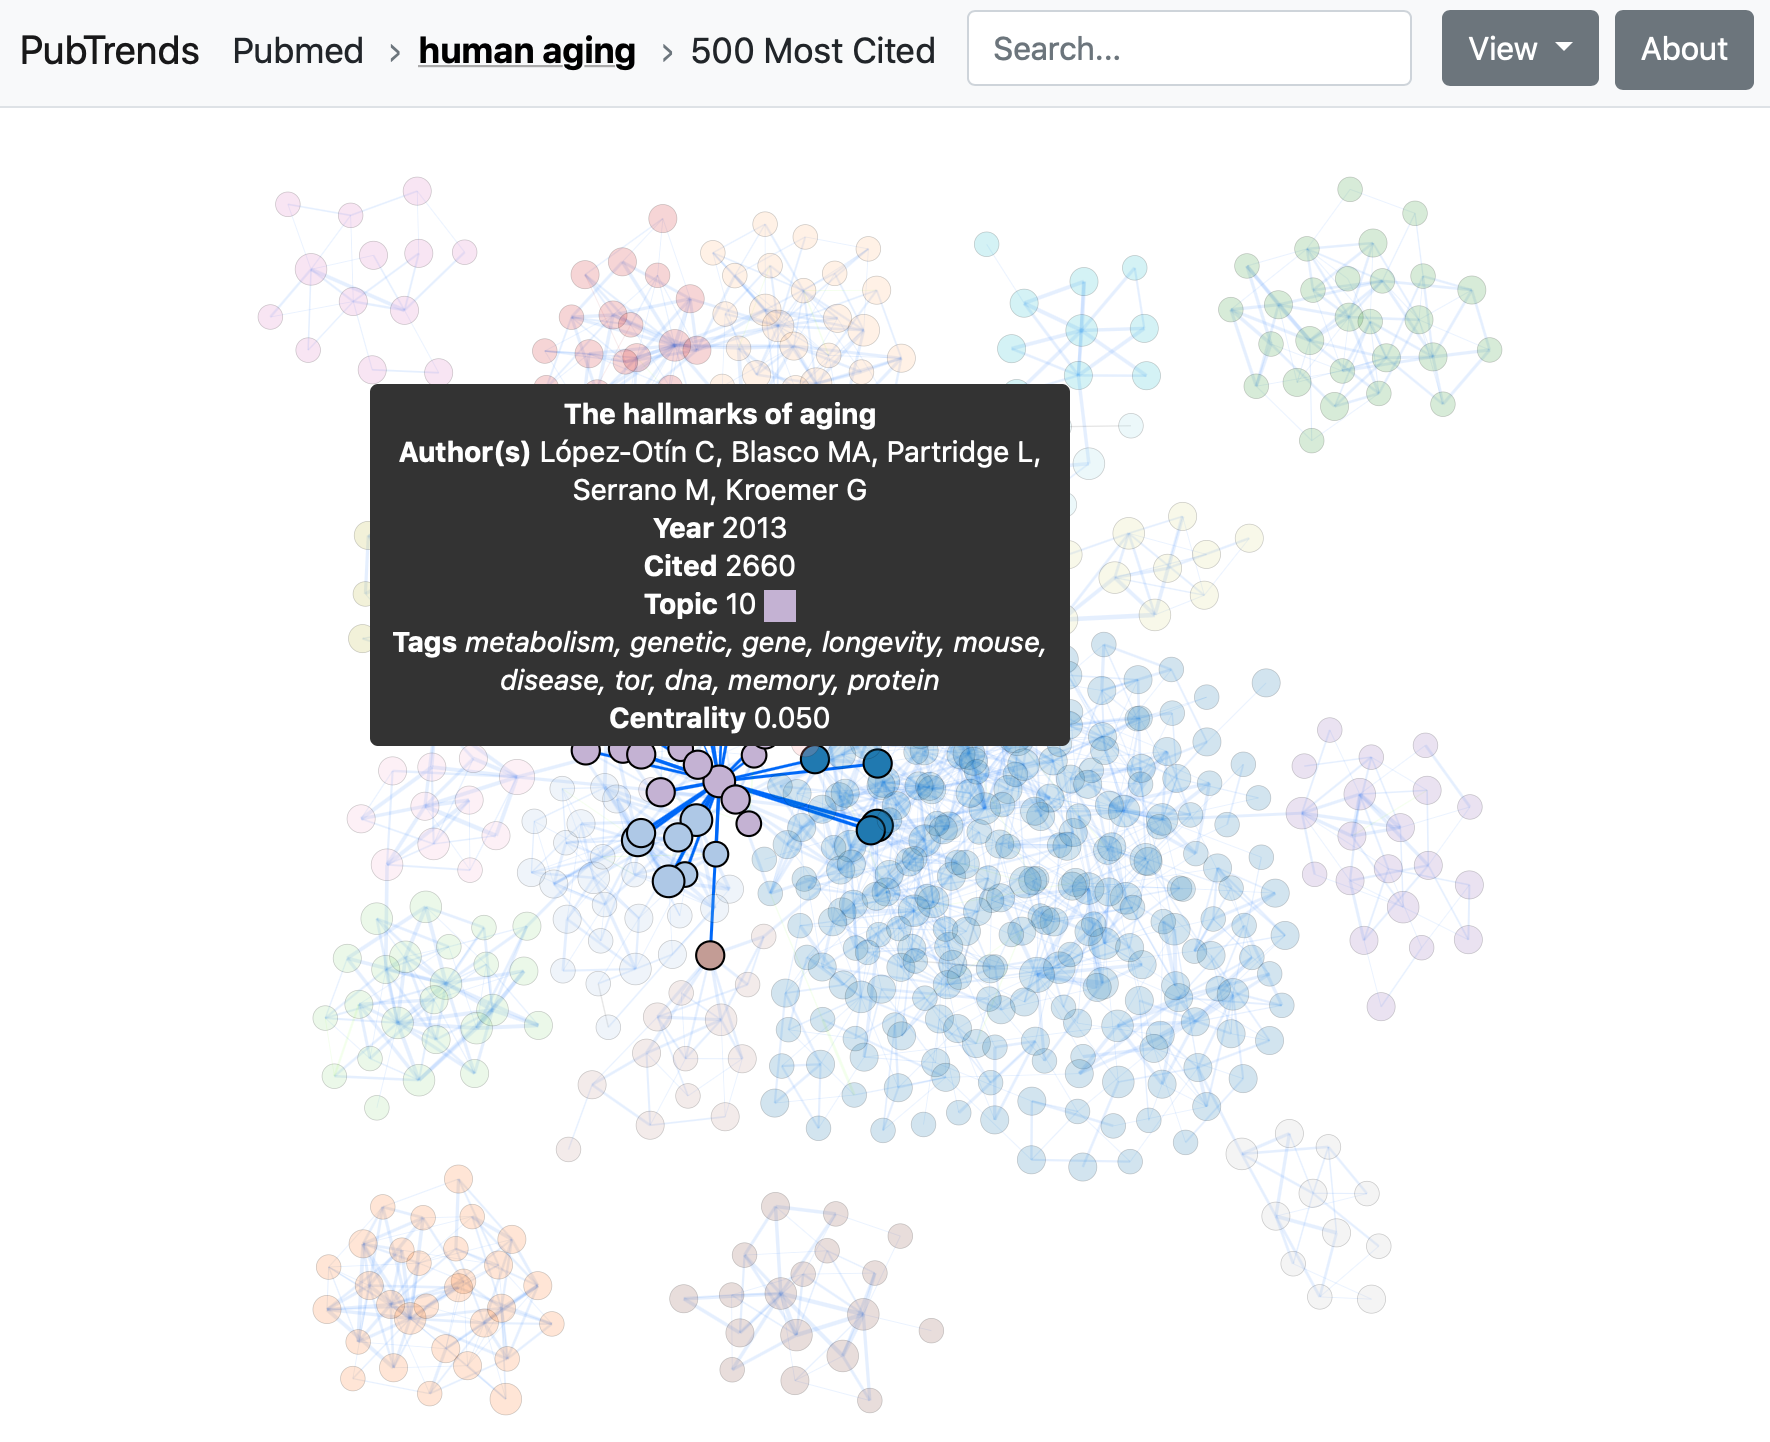 PubTrends Pubmed › human aging › 500 Most Cited Search... View About
The hallmarks of aging
Author(s) López-Otín C, Blasco MA, Partridge L,
Serrano M, Kroemer G
Year 2013
Cited 2660
Topic 10
Tags metabolism, genetic, gene, longevity, mouse,
disease, tor, dna, memory, protein
Centrality 0.050